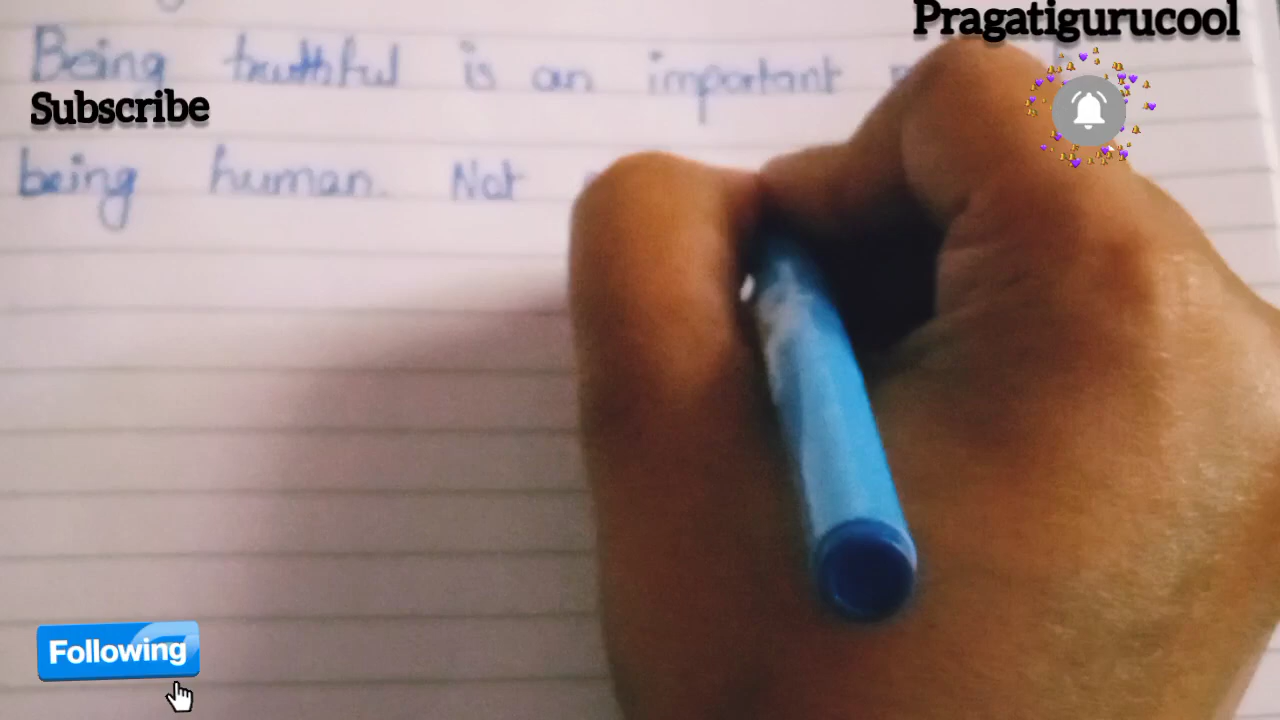 Pragatigurucool
Being truthful is an important
Subscribe
being human. Not
Following